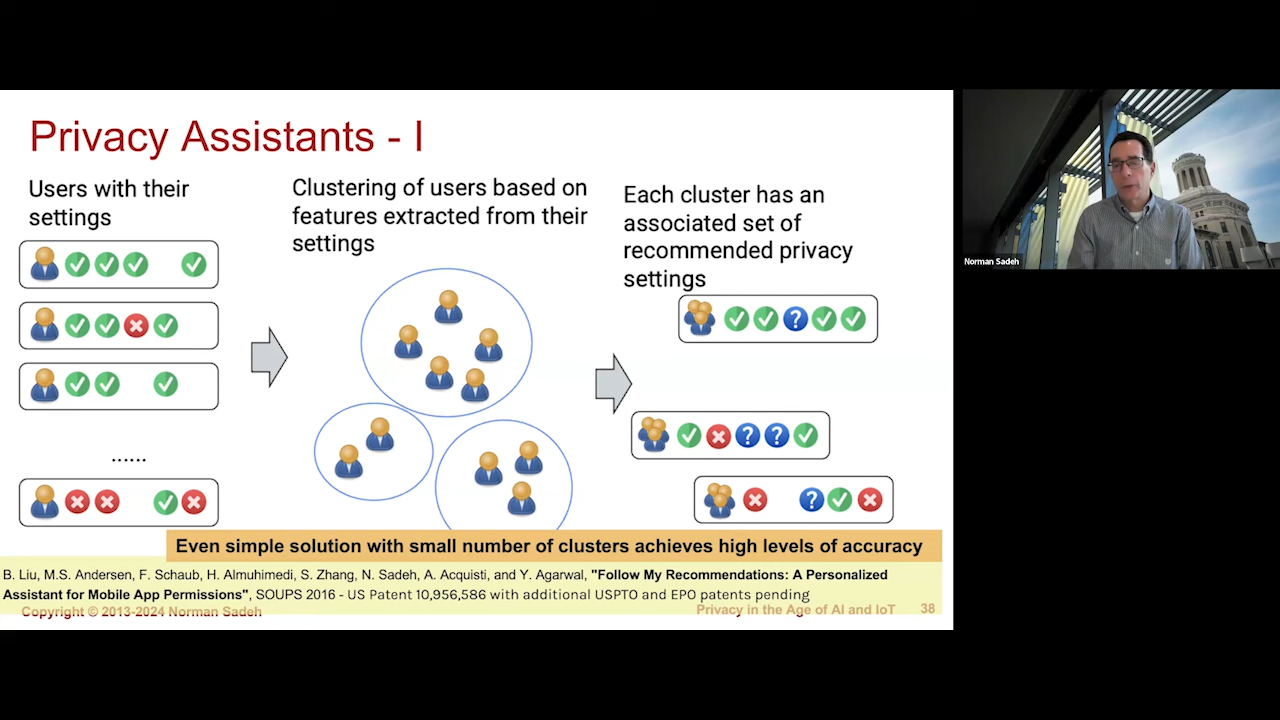 Privacy Assistants - I
Users with their
settings
Clustering of users based on
features extracted from their
settings
Each cluster has an
associated set of
recommended privacy
settings
......
Even simple solution with small number of clusters achieves high levels of accuracy
B. Liu, M.S. Andersen, F. Schaub, H. Almuhimedi, S. Zhang, N. Sadeh, A. Acquisti, and Y. Agarwal, "Follow My Recommendations: A Personalized
Assistant for Mobile App Permissions", SOUPS 2016 - US Patent 10,956,586 with additional USPTO and EPO patents pending
Copyright © 2013-2024 Norman Sadeh
Privacy in the Age of AI and IoT
38
Norman Sadeh